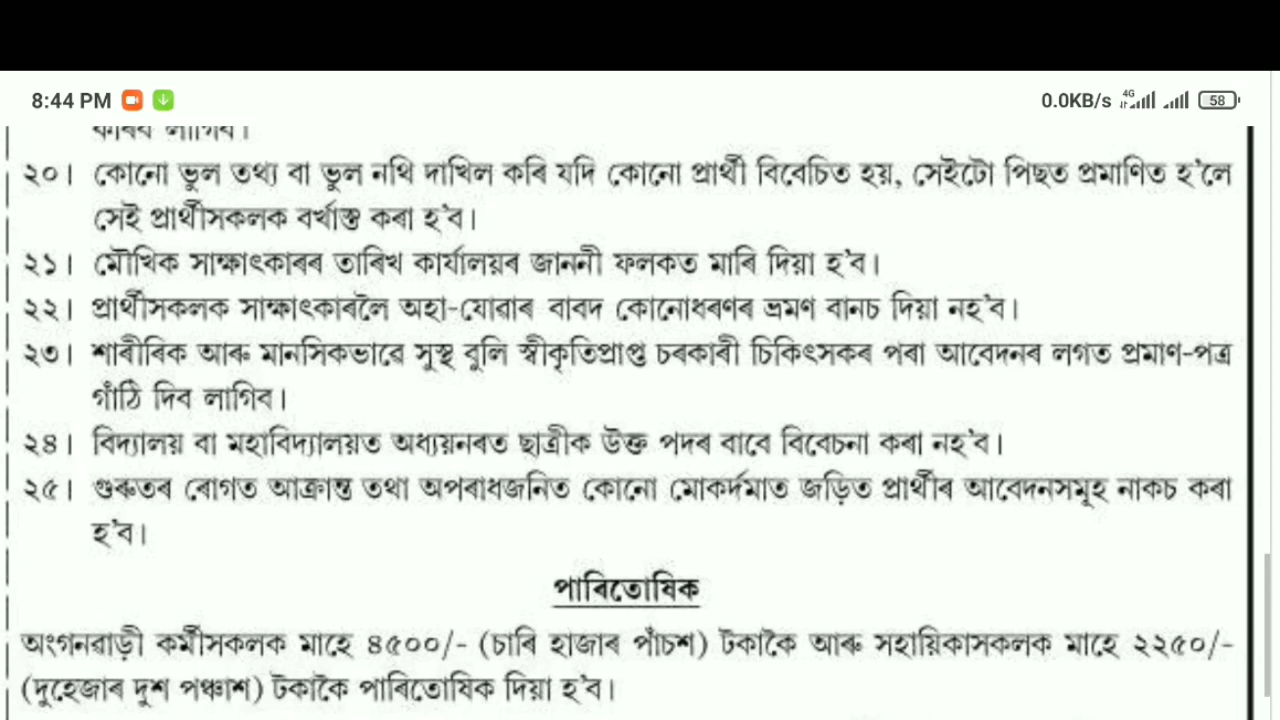 8:44 PM 0.0KB/s 4G 58
কৰিব লাগিব।
২০। কোনো ভুল তথ্য বা ভুল নথি দাখিল কৰি যদি কোনো প্ৰাৰ্থী বিবেচিত হয়, সেইটো পিছত প্ৰমাণিত হ'লে
সেই প্ৰাৰ্থীসকলক বৰ্খাস্ত কৰা হ'ব।
২১। মৌখিক সাক্ষাৎকাৰৰ তাৰিখ কাৰ্যালয়ৰ জাননী ফলকত মাৰি দিয়া হ'ব।
২২। প্ৰাৰ্থীসকলক সাক্ষাৎকাৰলৈ অহা-যোৱাৰ বাবদ কোনোধৰণৰ ভ্ৰমণ বানচ দিয়া নহ'ব।
২৩। শাৰীৰিক আৰু মানসিকভাৱে সুস্থ বুলি স্বীকৃতিপ্ৰাপ্ত চৰকাৰী চিকিৎসকৰ পৰা আবেদনৰ লগত প্ৰমাণ-পত্ৰ
গাঁঠি দিব লাগিব।
২৪। বিদ্যালয় বা মহাবিদ্যালয়ত অধ্যয়নৰত ছাত্ৰীক উক্ত পদৰ বাবে বিবেচনা কৰা নহ'ব।
২৫। গুৰুতৰ ৰোগত আক্ৰান্ত তথা অপৰাধজনিত কোনো মোকৰ্দমাত জড়িত প্ৰাৰ্থীৰ আবেদনসমূহ নাকচ কৰা
হ'ব।
পাৰিতোষিক
অংগনৱাড়ী কৰ্মীসকলক মাহে ৪৫০০/- (চাৰি হাজাৰ পাঁচশ) টকাকৈ আৰু সহায়িকাসকলক মাহে ২২৫০/-
(দুহেজাৰ দুশ পঞ্চাশ) টকাকৈ পাৰিতোষিক দিয়া হ'ব।